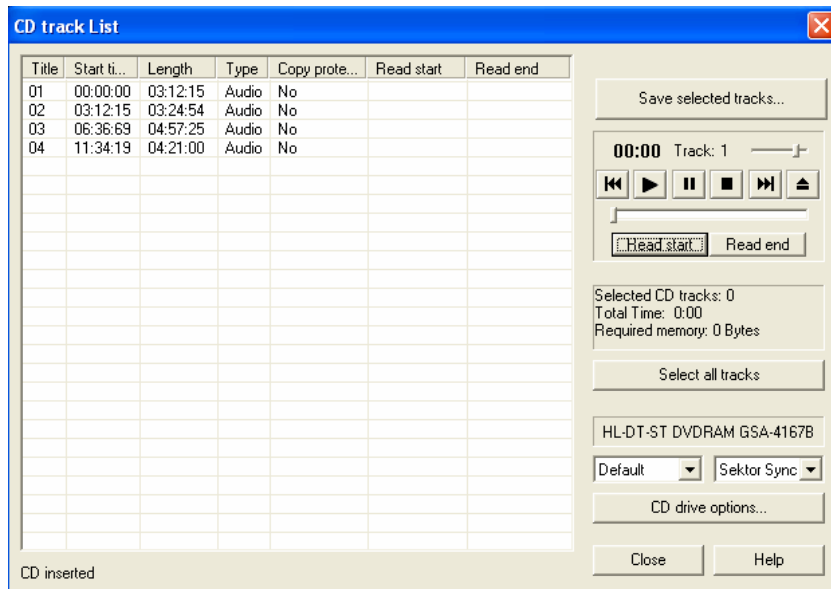 CD track List
Title Start ti... Length Type Copy prote... Read start Read end
01 00:00:00 03:12:15 Audio No
02 03:12:15 03:24:54 Audio No
03 06:36:69 04:57:25 Audio No
04 11:34:19 04:21:00 Audio No
CD inserted
Save selected tracks...
00:00 Track: 1
Read start Read end
Selected CD tracks: 0
Total Time: 0:00
Required memory: 0 Bytes
Select all tracks
HL-DT-ST DVDRAM GSA-4167B
Default Sektor Sync
CD drive options...
Close Help